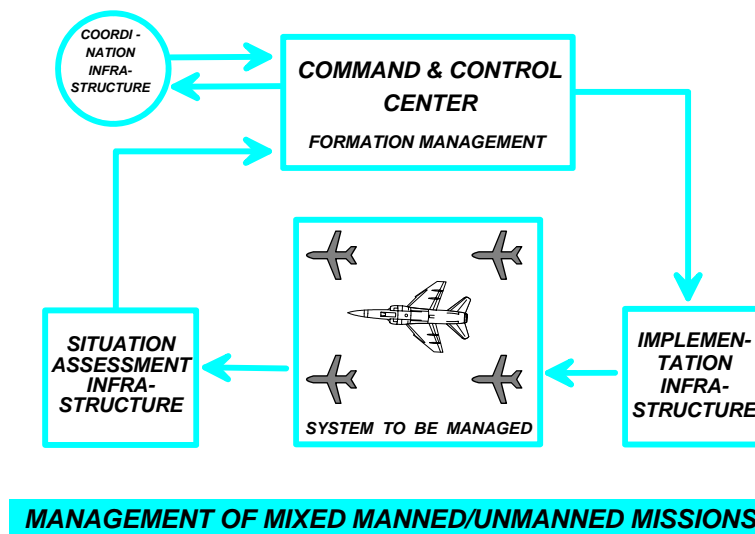 COORDI -
NATION
INFRA-
STRUCTURE
COMMAND & CONTROL
CENTER
FORMATION MANAGEMENT
SITUATION
ASSESSMENT
INFRA-
STRUCTURE
SYSTEM TO BE MANAGED
IMPLEMEN-
TATION
INFRA-
STRUCTURE
MANAGEMENT OF MIXED MANNED/UNMANNED MISSIONS